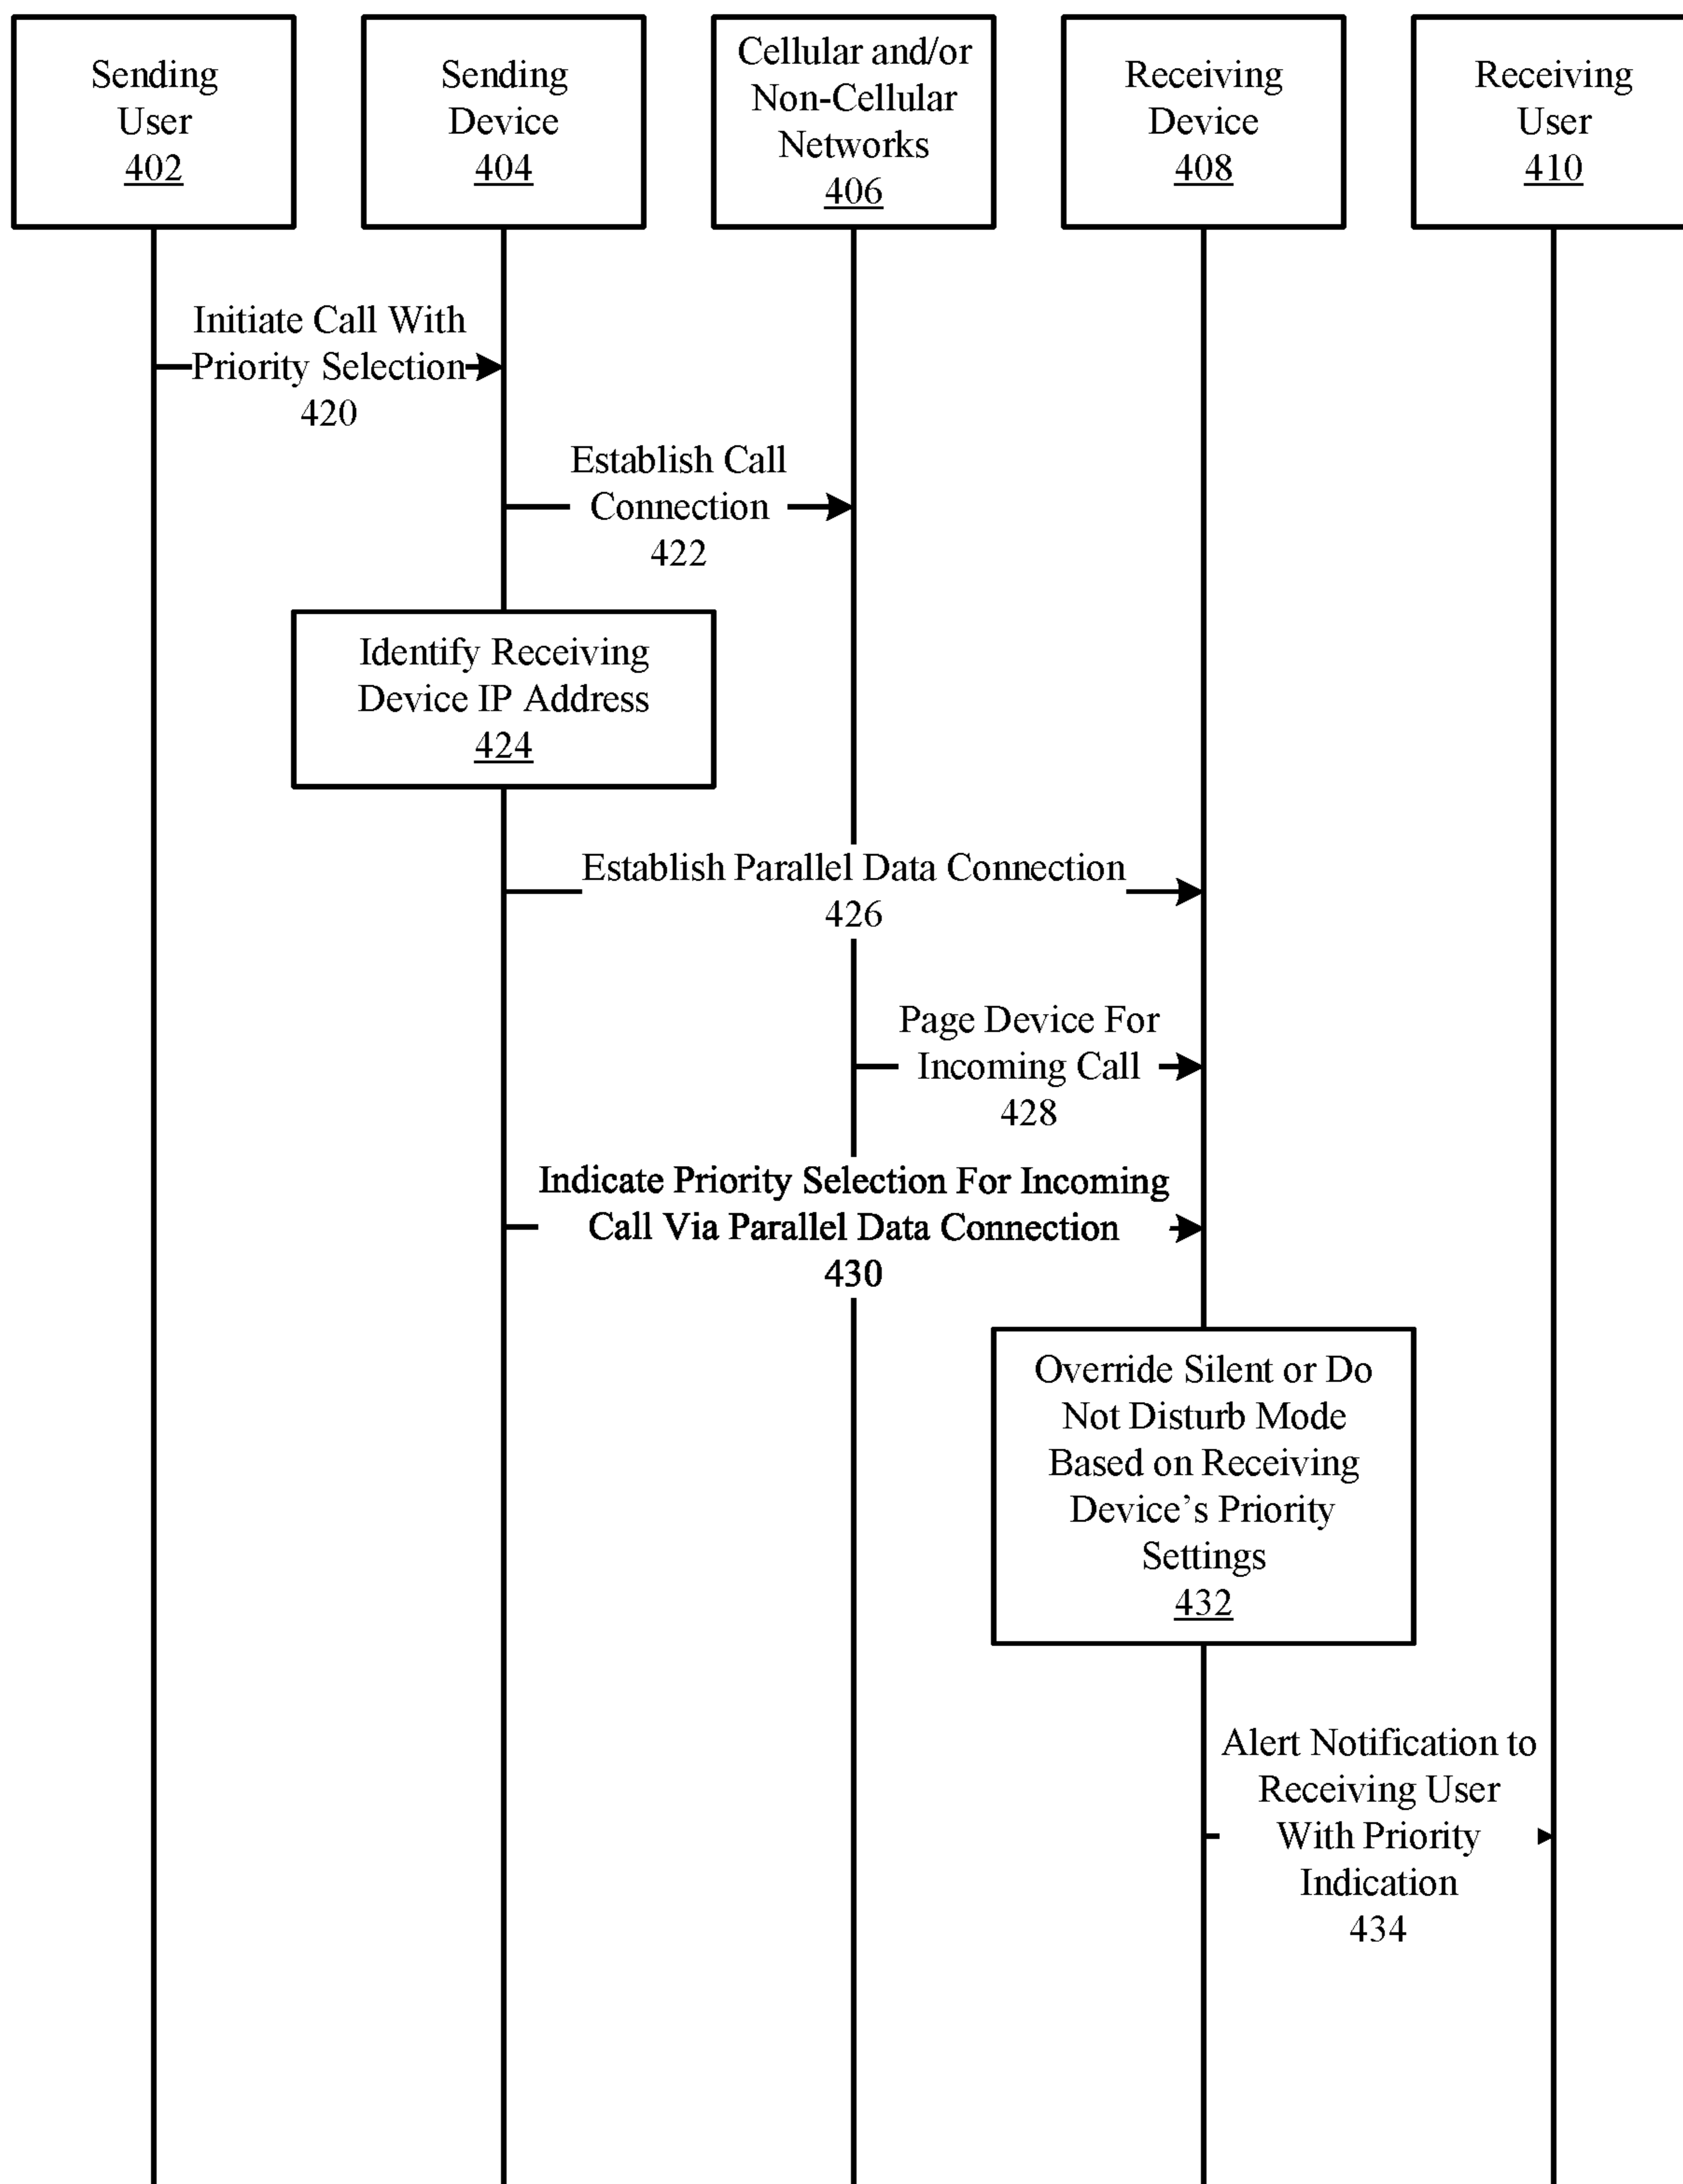 Sending
User
402
Sending
Device
404
Cellular and/or
Non-Cellular
Networks
406
Receiving
Device
408
Receiving
User
410
Initiate Call With
Priority Selection
420
Establish Call
Connection
422
Identify Receiving
Device IP Address
424
Establish Parallel Data Connection
426
Page Device For
Incoming Call
428
Indicate Priority Selection For Incoming
Call Via Parallel Data Connection
430
Override Silent or Do
Not Disturb Mode
Based on Receiving
Device’s Priority
Settings
432
Alert Notification to
Receiving User
With Priority
Indication
434